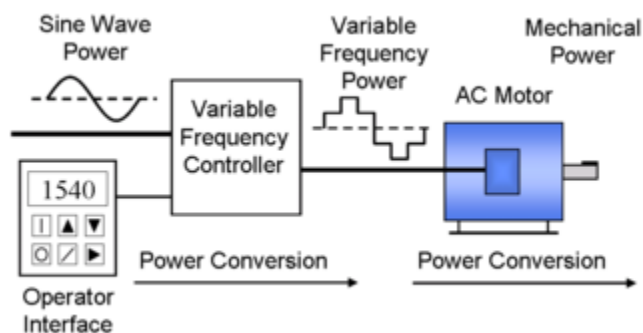 Sine Wave
Power
Variable
Frequency
Power
Mechanical
Power
AC Motor
Variable
Frequency
Controller
1540
Power Conversion
Power Conversion
Operator
Interface